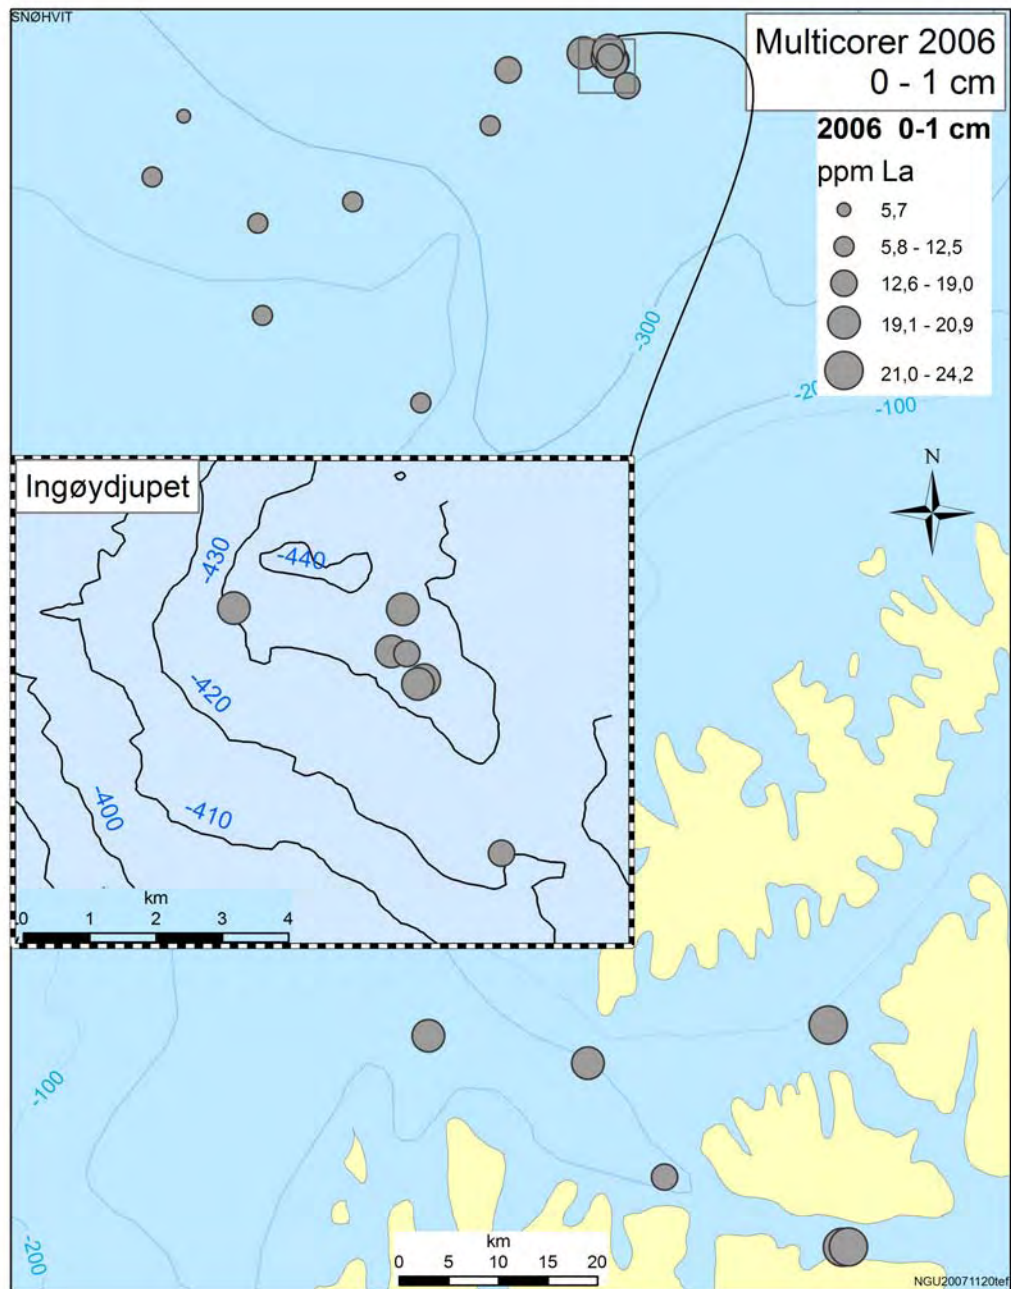 SNØHVIT
Multicorer 2006
0 - 1 cm
2006 0-1 cm
ppm La
5,7
5,8 - 12,5
12,6 - 19,0
19,1 - 20,9
21,0 - 24,2
-300
-100
N
Ingøydjupet
-430
-440
-420
-410
-400
km
0 1 2 3 4
-100
-200
km
0 5 10 15 20
NGU20071120tef